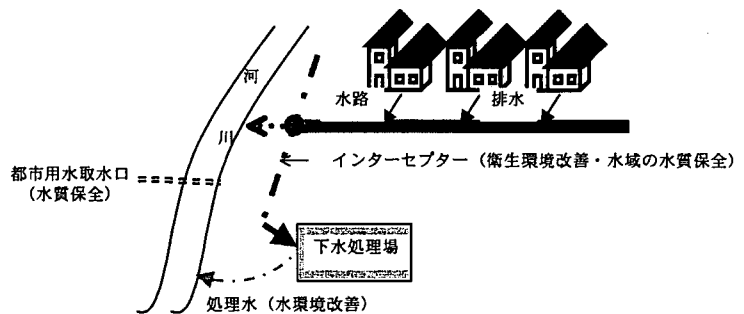 河
川
水路
排水
インターセプター（衛生環境改善・水域の水質保全）
都市用水取水口
（水質保全）
下水処理場
処理水（水環境改善）